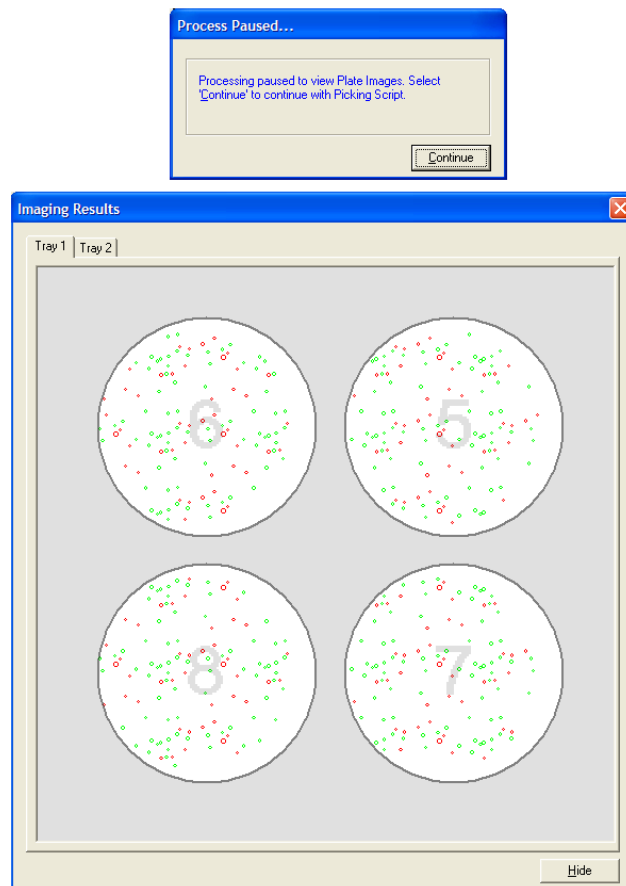 Process Paused...
Processing paused to view Plate Images. Select
'Continue' to continue with Picking Script.
Continue
Imaging Results
Tray 1 Tray 2
6 5
8 7
Hide